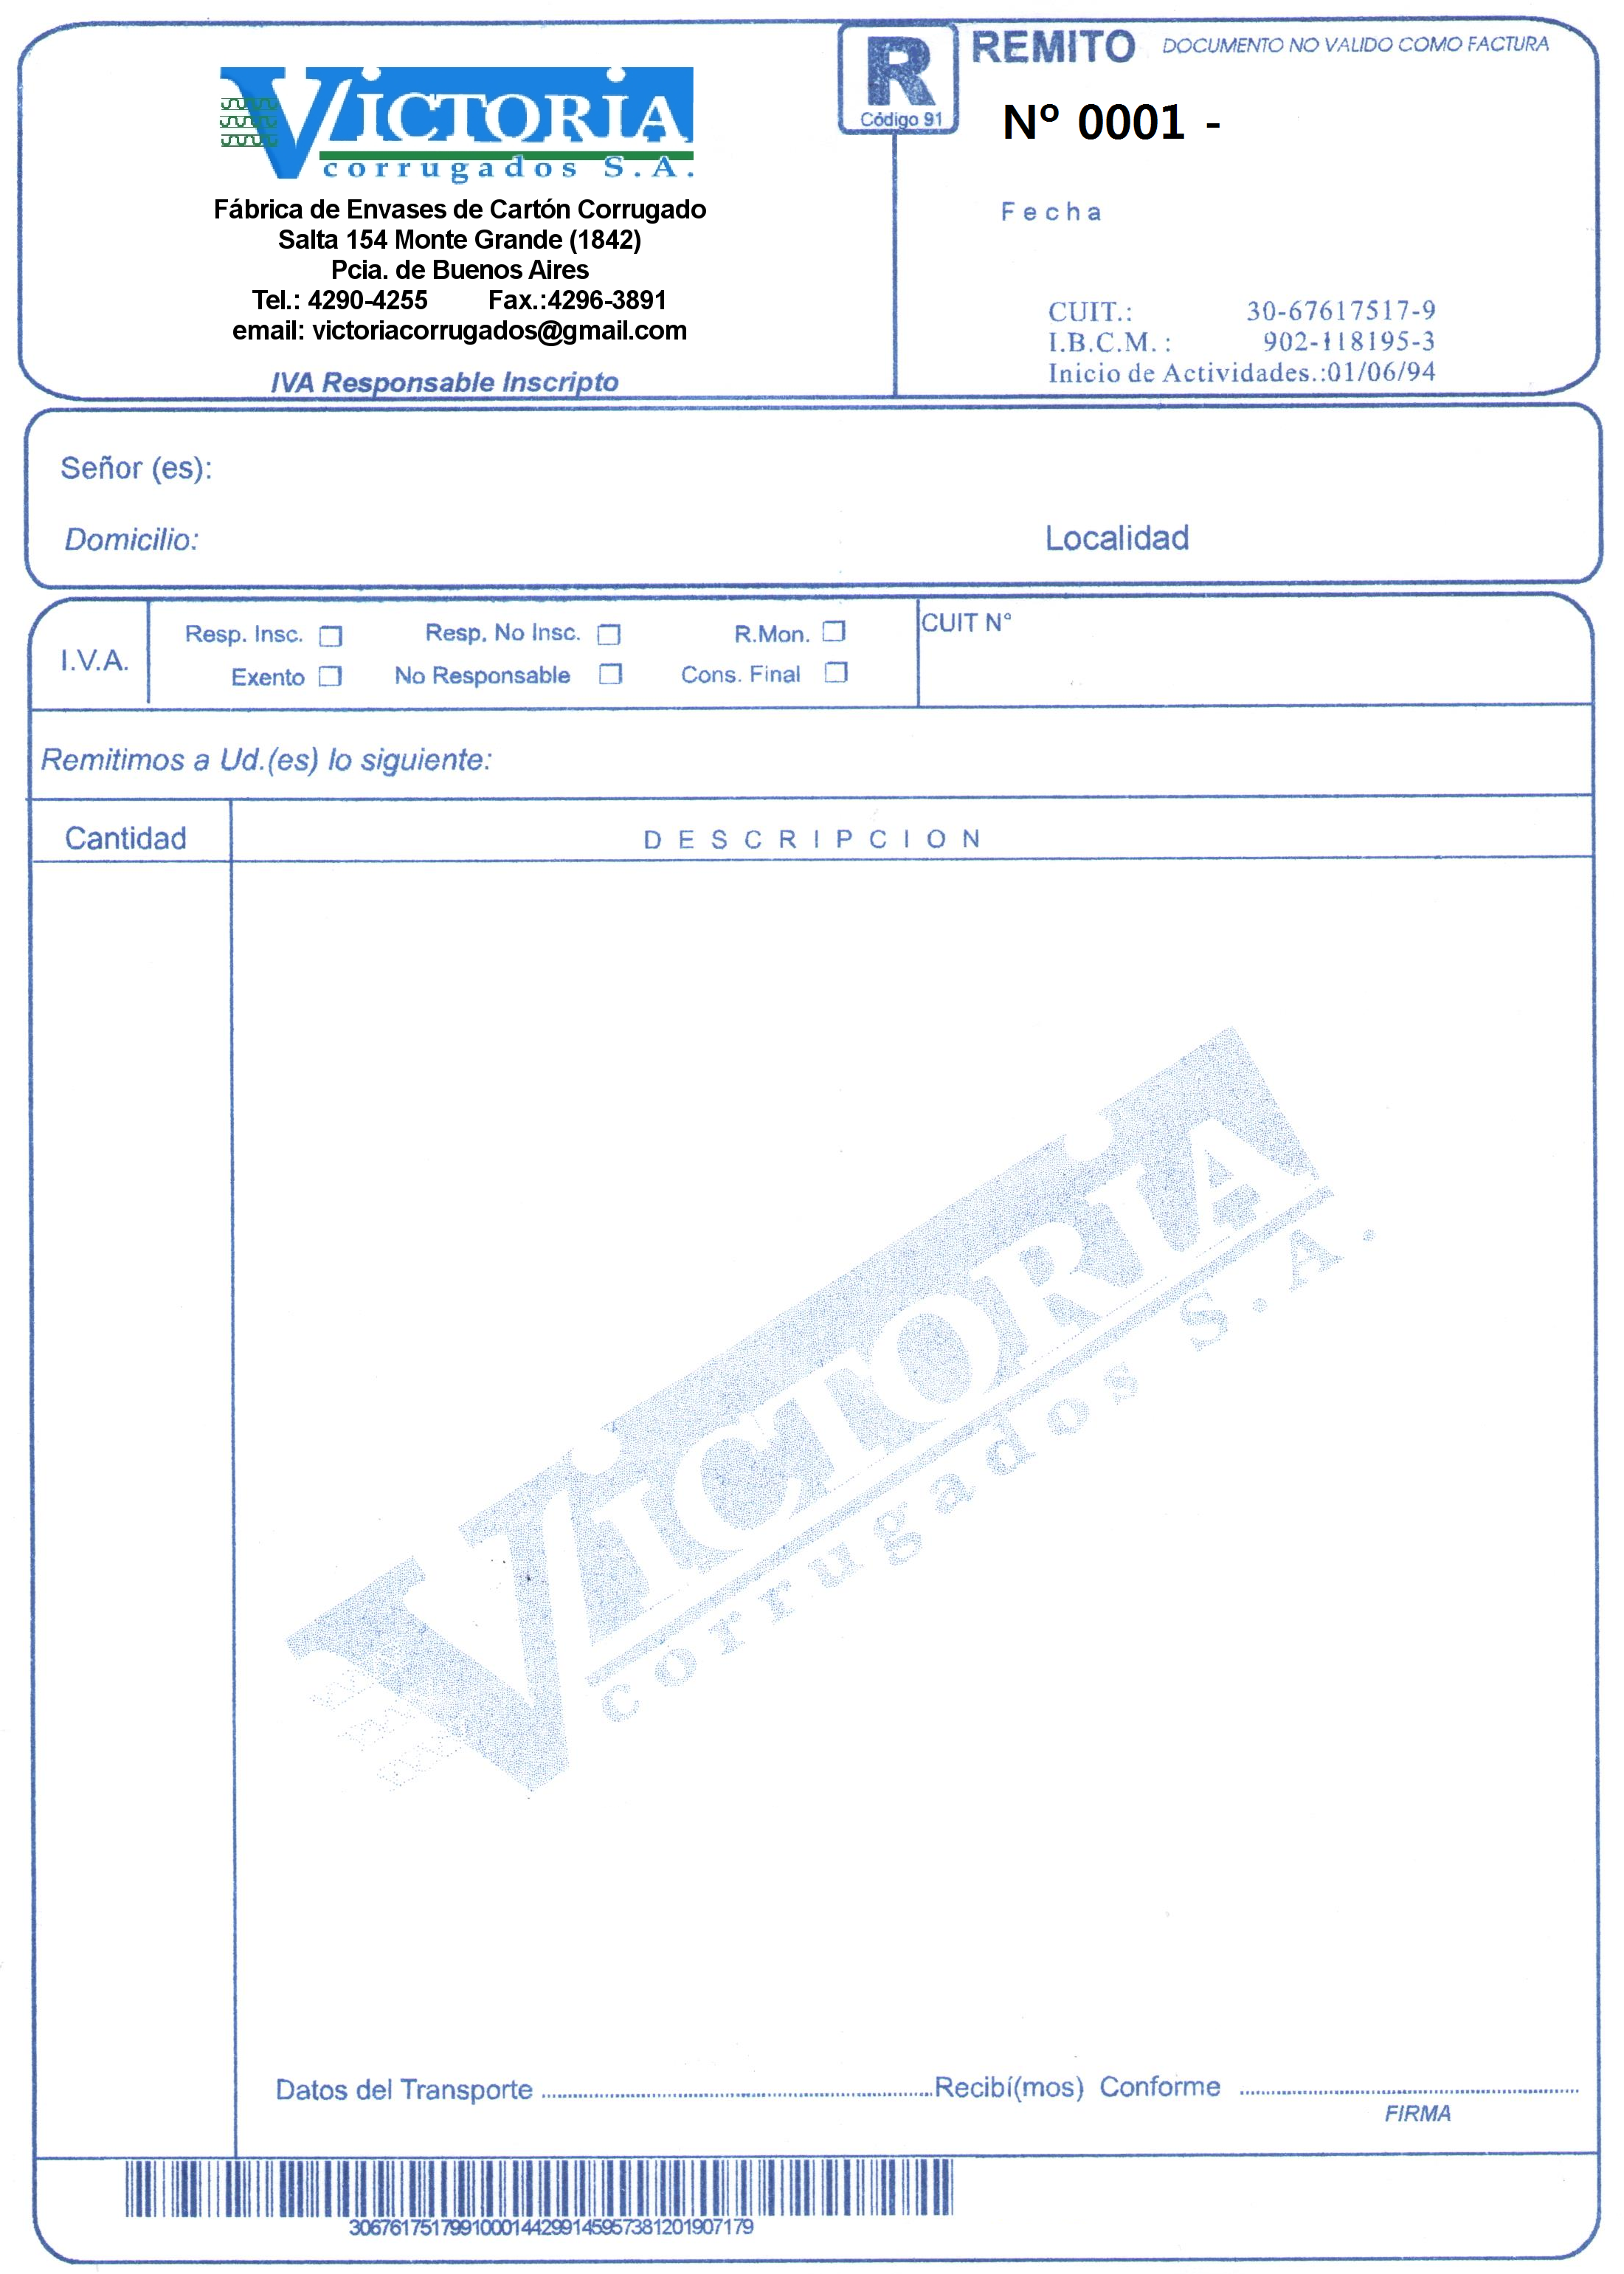 VICTORIA
corrugados S.A.
Fábrica de Envases de Cartón Corrugado
Salta 154 Monte Grande (1842)
Pcia. de Buenos Aires
Tel.: 4290-4255 Fax.:4296-3891
email: victoriacorrugados@gmail.com
IVA Responsable Inscripto
R
Código 91
REMITO DOCUMENTO NO VALIDO COMO FACTURA
Nº 0001 -
Fecha
CUIT.: 30-67617517-9
I.B.C.M. : 902-118195-3
Inicio de Actividades.:01/06/94
Señor (es):
Domicilio: Localidad
I.V.A.
Resp. Insc. Resp. No Insc. R.Mon.
Exento No Responsable Cons. Final
CUIT N°
Remitimos a Ud.(es) lo siguiente:
Cantidad DESCRIPCION
VICTORIA
corrugados S.A.
Datos del Transporte Recibí(mos) Conforme
FIRMA
3067617517991000144299145957381201907179